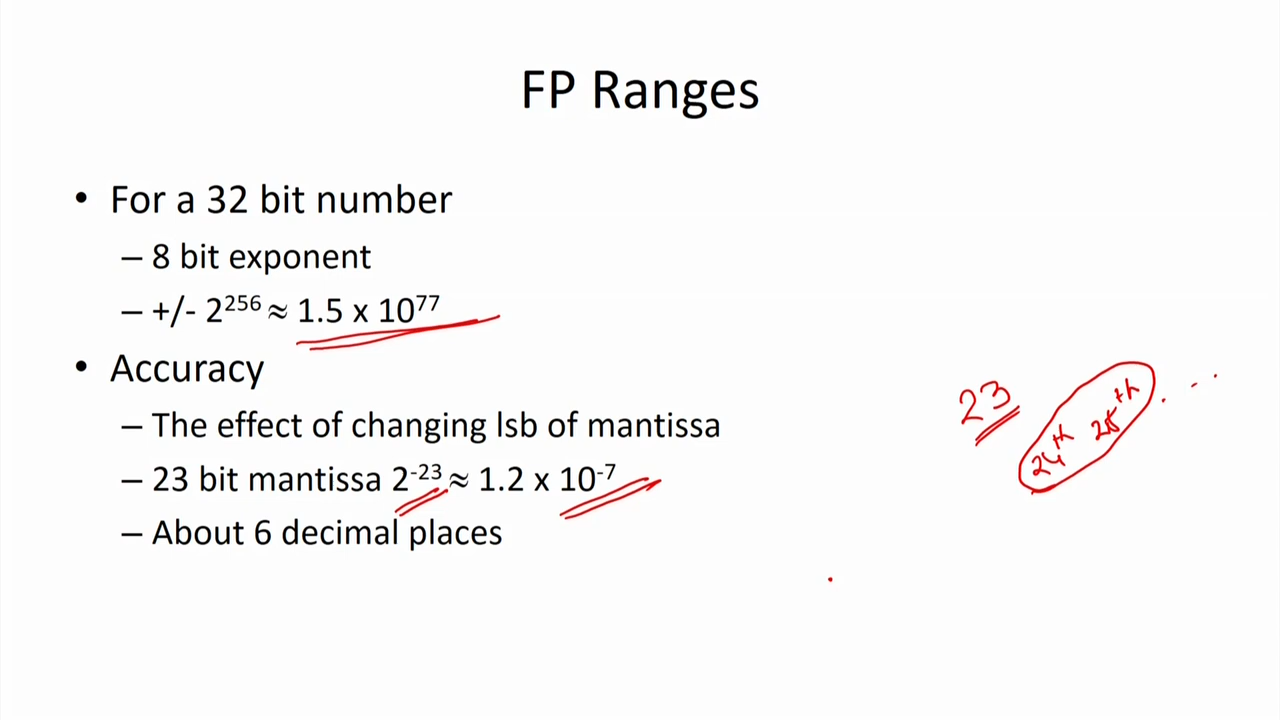 FP Ranges
• For a 32 bit number
– 8 bit exponent
– +/- 2²⁵⁶ ≈ 1.5 x 10⁷⁷
• Accuracy
– The effect of changing lsb of mantissa
– 23 bit mantissa 2⁻²³ ≈ 1.2 x 10⁻⁷
– About 6 decimal places
23
24th 25th . . .